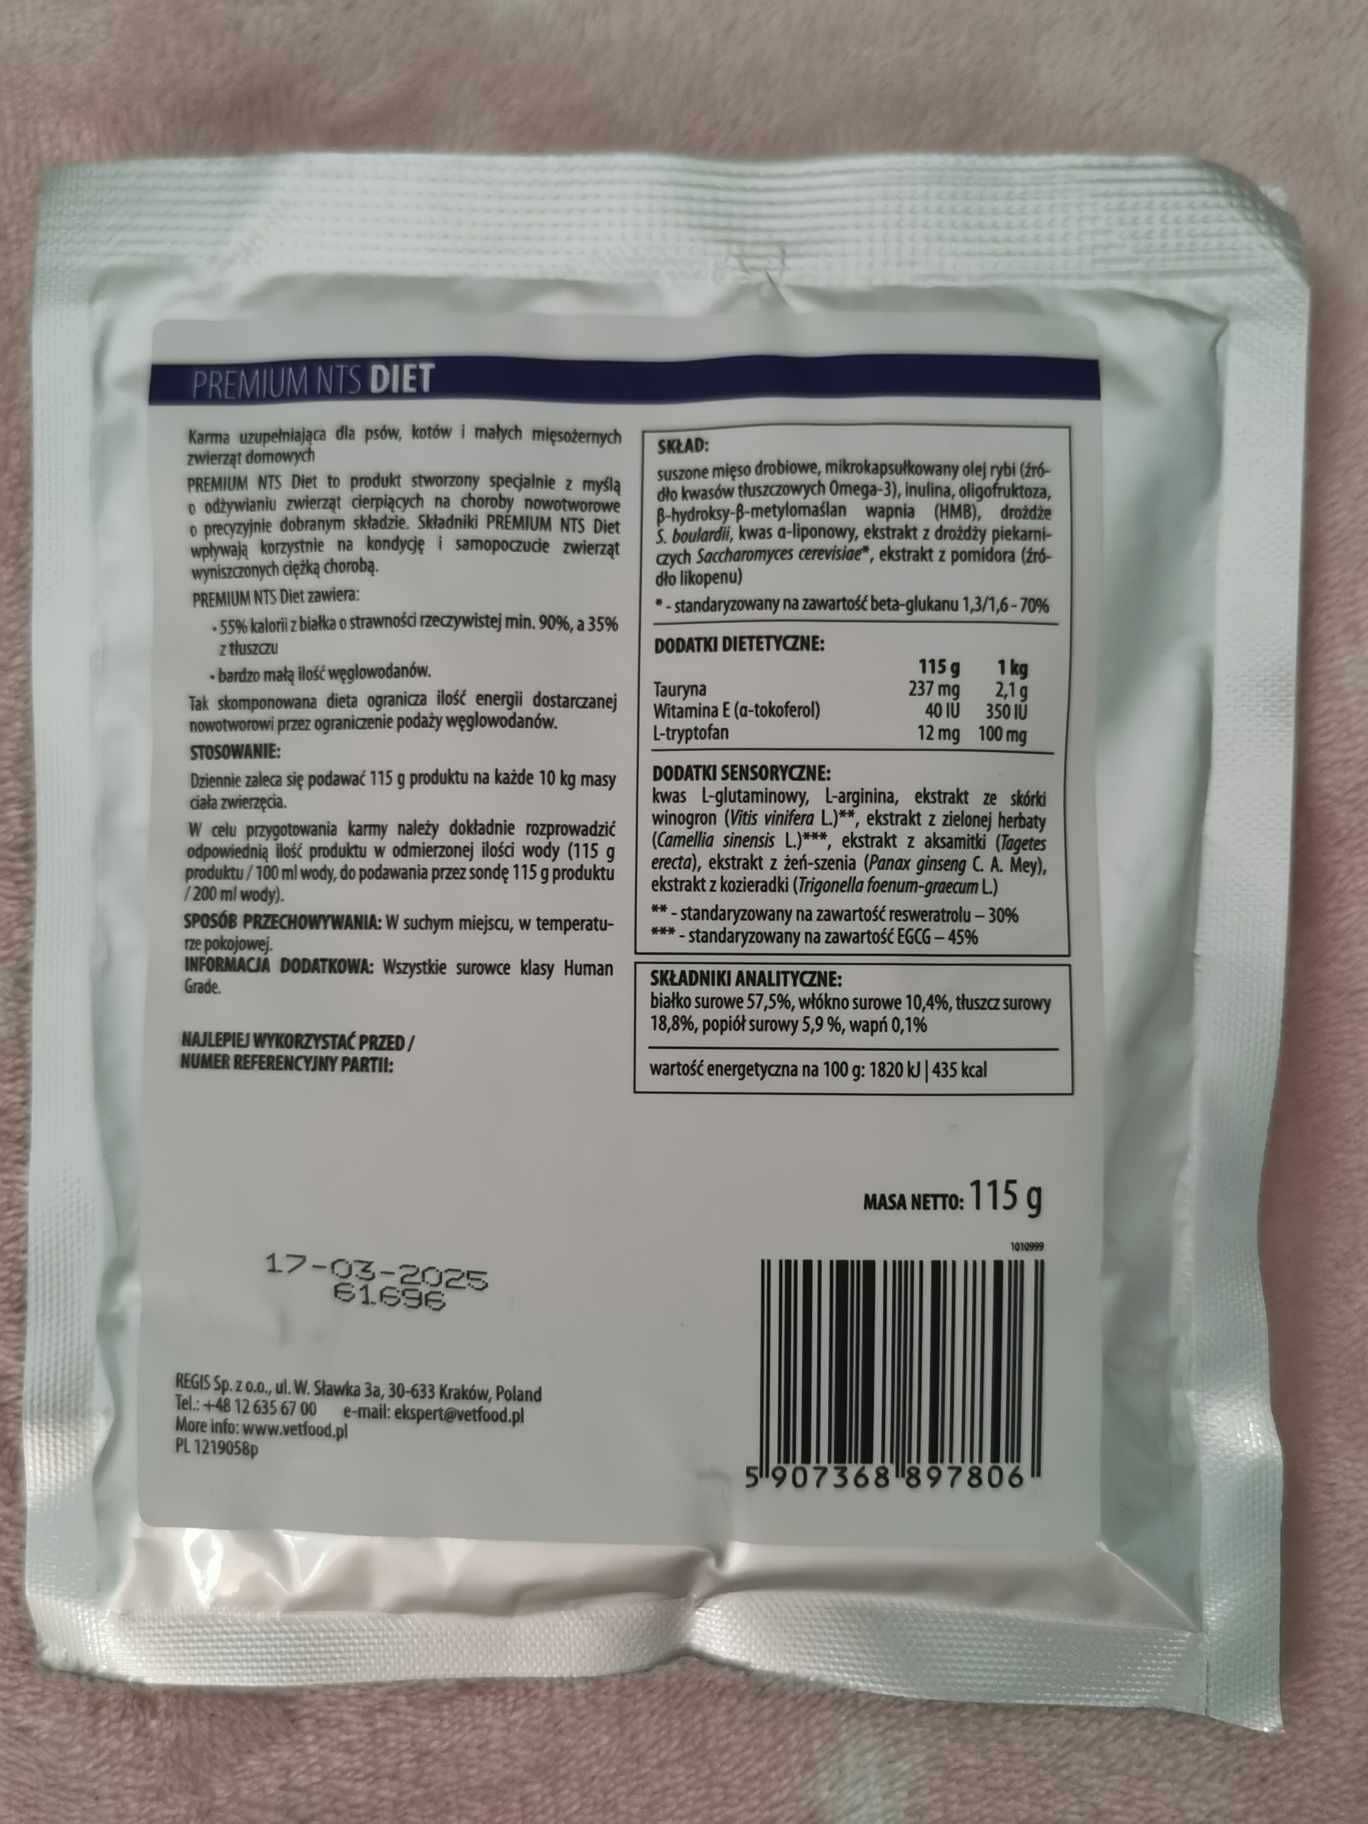 PREMIUM NTS DIET
Karma uzupełniająca dla psów, kotów i małych mięsożernych
zwierząt domowych
PREMIUM NTS Diet to produkt stworzony specjalnie z myślą
o odżywianiu zwierząt cierpiących na choroby nowotworowe
o precyzyjnie dobranym składzie. Składniki PREMIUM NTS Diet
wpływają korzystnie na kondycję i samopoczucie zwierząt
wyniszczonych ciężką chorobą.
PREMIUM NTS Diet zawiera:
• 55% kalorii z białka o strawności rzeczywistej min. 90%, a 35%
z tłuszczu
• bardzo małą ilość węglowodanów.
Tak skomponowana dieta ogranicza ilość energii dostarczanej
nowotworowi przez ograniczenie podaży węglowodanów.
STOSOWANIE:
Dziennie zaleca się podawać 115 g produktu na każde 10 kg masy
ciała zwierzęcia.
W celu przygotowania karmy należy dokładnie rozprowadzić
odpowiednią ilość produktu w odmierzonej ilości wody (115 g
produktu / 100 ml wody, do podawania przez sondę 115 g produktu
/ 200 ml wody).
SPOSÓB PRZECHOWYWANIA: W suchym miejscu, w temperatu-
rze pokojowej.
INFORMACJA DODATKOWA: Wszystkie surowce klasy Human
Grade.
NAJLEPIEJ WYKORZYSTAĆ PRZED /
NUMER REFERENCYJNY PARTII:
17-03-2025
61696
REGIS Sp. z o.o., ul. W. Sławka 3a, 30-633 Kraków, Poland
Tel.: +48 12 635 67 00 e-mail: ekspert@vetfood.pl
More info: www.vetfood.pl
PL 1219058p
SKŁAD:
suszone mięso drobiowe, mikrokapsułkowany olej rybi (źró-
dło kwasów tłuszczowych Omega-3), inulina, oligofruktoza,
β-hydroksy-β-metylomaślan wapnia (HMB), drożdże
S. boulardii, kwas α-liponowy, ekstrakt z drożdży piekarni-
czych Saccharomyces cerevisiae*, ekstrakt z pomidora (źró-
dło likopenu)
* - standaryzowany na zawartość beta-glukanu 1,3/1,6 - 70%
DODATKI DIETETYCZNE:
115 g 1 kg
Tauryna 237 mg 2,1 g
Witamina E (α-tokoferol) 40 IU 350 IU
L-tryptofan 12 mg 100 mg
DODATKI SENSORYCZNE:
kwas L-glutaminowy, L-arginina, ekstrakt ze skórki
winogron (Vitis vinifera L.)**, ekstrakt z zielonej herbaty
(Camellia sinensis L.)***, ekstrakt z aksamitki (Tagetes
erecta), ekstrakt z żeń-szenia (Panax ginseng C. A. Mey),
ekstrakt z kozieradki (Trigonella foenum-graecum L.)
** - standaryzowany na zawartość resweratrolu – 30%
*** - standaryzowany na zawartość EGCG – 45%
SKŁADNIKI ANALITYCZNE:
białko surowe 57,5%, włókno surowe 10,4%, tłuszcz surowy
18,8%, popiół surowy 5,9 %, wapń 0,1%
wartość energetyczna na 100 g: 1820 kJ | 435 kcal
MASA NETTO: 115 g
1010999
5 907368 897806